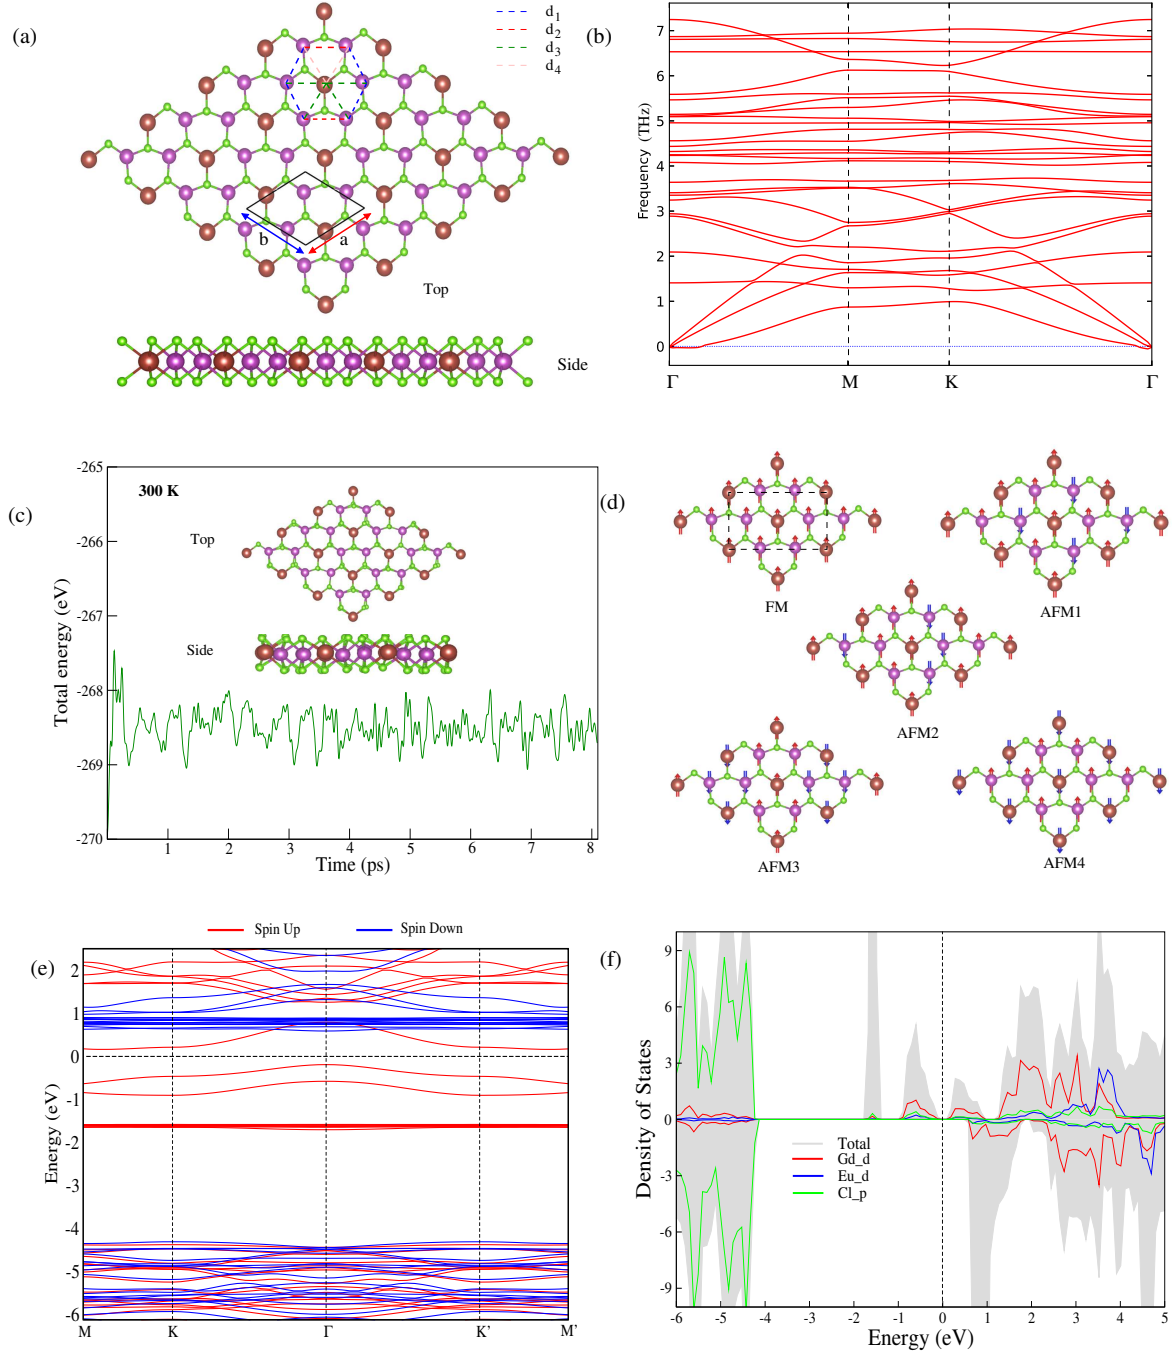 (a)
d1
d2
d3
d4
b
a
Top
Side
(b)
Frequency (THz)
7
6
5
4
3
2
1
0
Γ
M
K
Γ
(c)
Total energy (eV)
-265
-266
-267
-268
-269
-270
300 K
Top
Side
1
2
3
4
5
6
7
8
Time (ps)
(d)
FM
AFM1
AFM2
AFM3
AFM4
(e)
Spin Up
Spin Down
Energy (eV)
2
1
0
-1
-2
-3
-4
-5
-6
M
K
Γ
K'
M'
(f)
Density of States
9
6
3
0
-3
-6
-9
Total
Gd_d
Eu_d
Cl_p
-6
-5
-4
-3
-2
-1
0
1
2
3
4
5
Energy (eV)